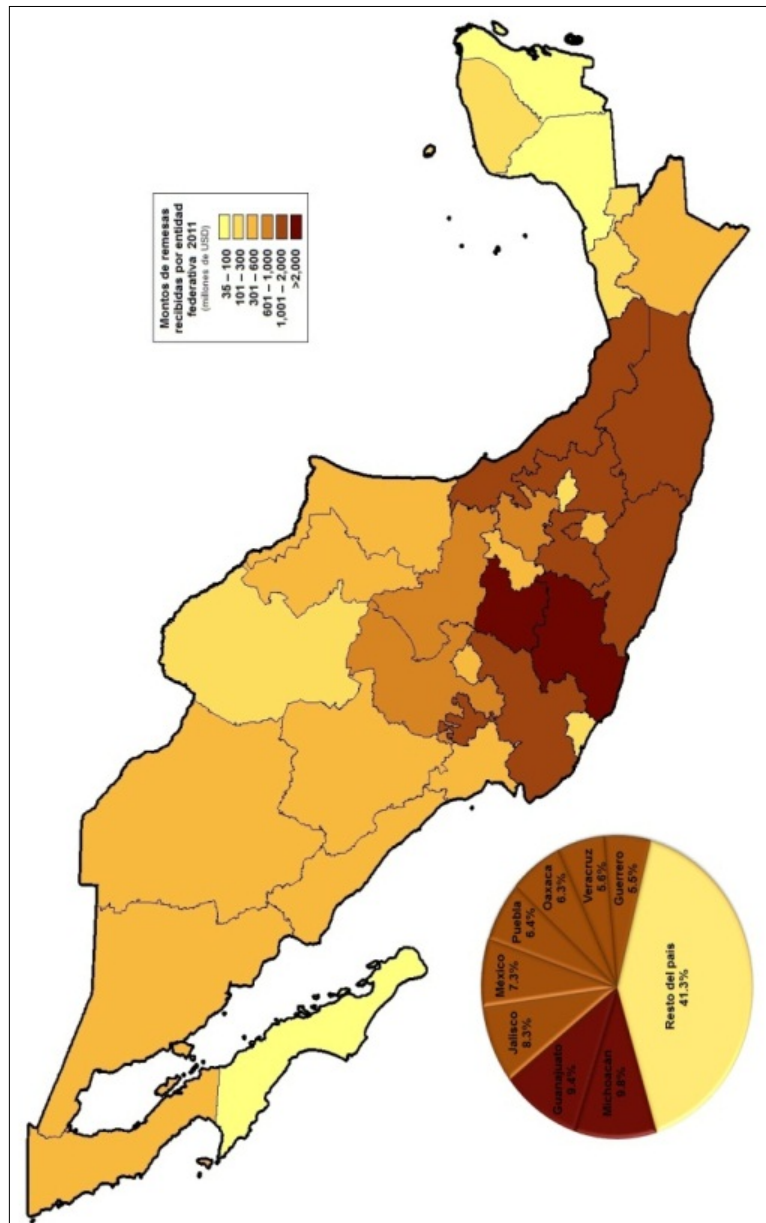 Montos de remesas
recibidas por entidad
federativa 2011
(millones de USD)
35 – 100
101 – 300
301 – 600
601 – 1,000
1,001 – 2,000
>2,000
Michoacán
9.8%
Guanajuato
9.4%
Jalisco
8.3%
México
7.3%
Puebla
6.4%
Oaxaca
6.3%
Veracruz
5.6%
Guerrero
5.5%
Resto del país
41.3%